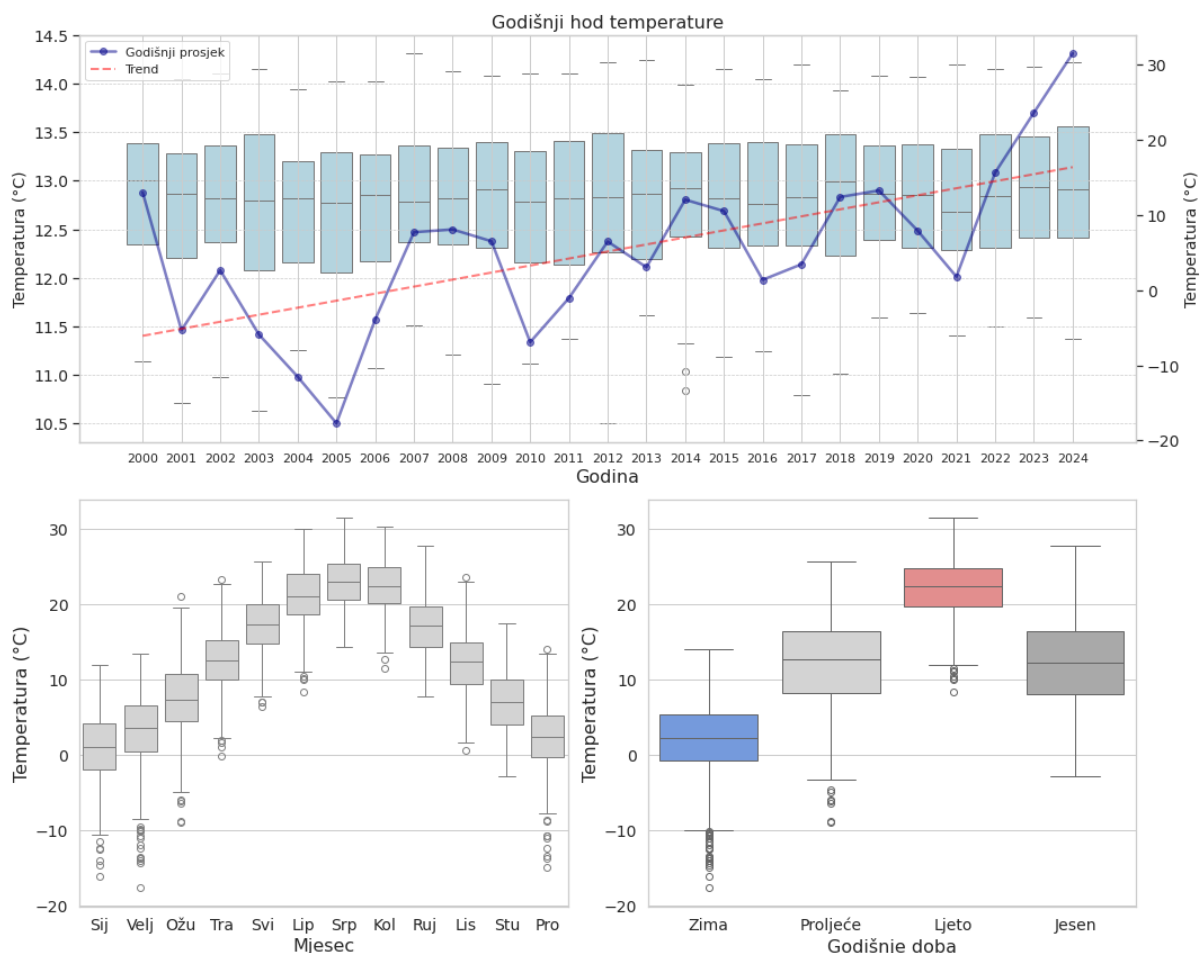 Godišnji hod temperature
Godišnji prosjek
Trend
Temperatura (°C)
14.5
14.0
13.5
13.0
12.5
12.0
11.5
11.0
10.5
30
20
10
0
−10
−20
Temperatura (°C)
2000 2001 2002 2003 2004 2005 2006 2007 2008 2009 2010 2011 2012 2013 2014 2015 2016 2017 2018 2019 2020 2021 2022 2023 2024
Godina
Temperatura (°C)
30
20
10
0
−10
−20
Sij Velj Ožu Tra Svi Lip Srp Kol Ruj Lis Stu Pro
Mjesec
Temperatura (°C)
30
20
10
0
−10
−20
Zima Proljeće Ljeto Jesen
Godišnje doba